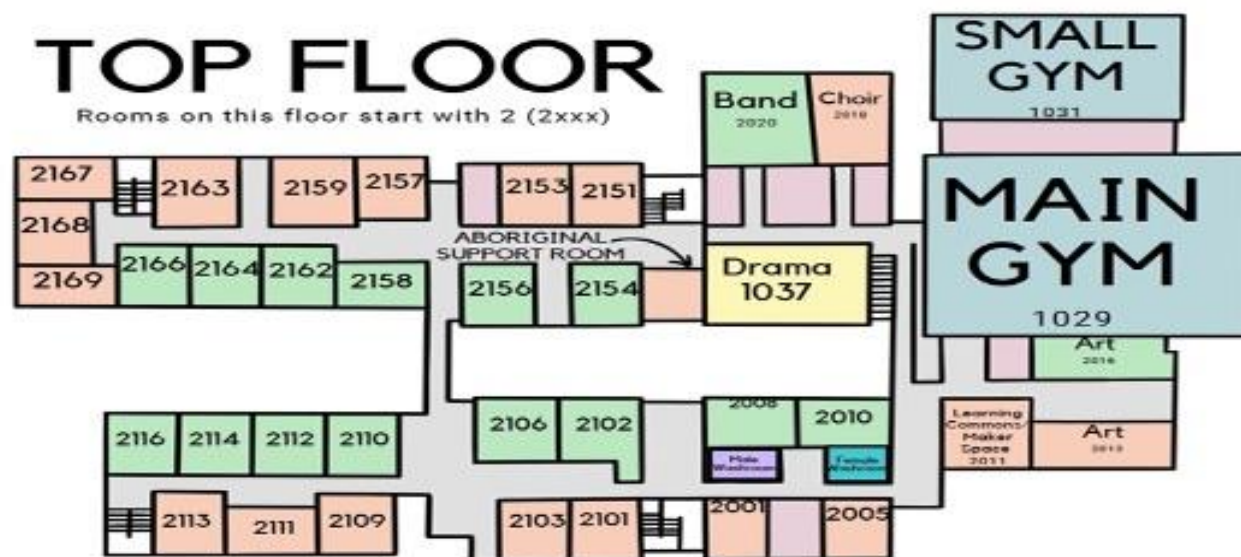 TOP FLOOR
Rooms on this floor start with 2 (2xxx)
SMALL
GYM
1031
Band
2020
Choir
2018
MAIN
GYM
1029
2167
2163
2159
2157
2153
2151
2168
ABORIGINAL
SUPPORT ROOM
2169
2166
2164
2162
2158
2156
2154
Drama
1037
Art
2016
2116
2114
2112
2110
2106
2102
2008
2010
Male
Washroom
Female
Washroom
Learning
Commons/
Maker
Space
2011
Art
2113
2111
2109
2103
2101
2001
2005